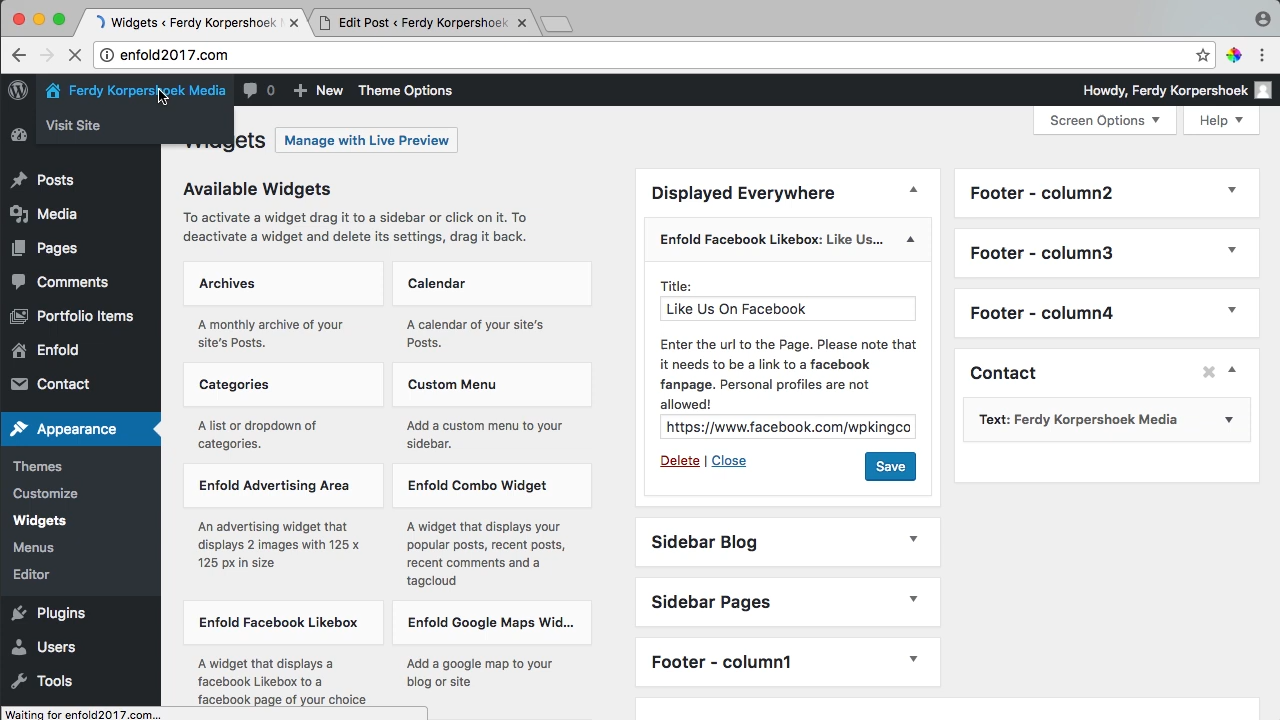 Widgets ‹ Ferdy Korpershoek
Edit Post ‹ Ferdy Korpershoek
enfold2017.com
Ferdy Korpershoek Media
0
New
Theme Options
Howdy, Ferdy Korpershoek
Visit Site
Widgets
Manage with Live Preview
Screen Options
Help
Posts
Media
Pages
Comments
Portfolio Items
Enfold
Contact
Appearance
Themes
Customize
Widgets
Menus
Editor
Plugins
Users
Tools
Available Widgets
To activate a widget drag it to a sidebar or click on it. To
deactivate a widget and delete its settings, drag it back.
Archives
A monthly archive of your
site's Posts.
Calendar
A calendar of your site's
Posts.
Categories
A list or dropdown of
categories.
Custom Menu
Add a custom menu to your
sidebar.
Enfold Advertising Area
An advertising widget that
displays 2 images with 125 x
125 px in size
Enfold Combo Widget
A widget that displays your
popular posts, recent posts,
recent comments and a
tagcloud
Enfold Facebook Likebox
A widget that displays a
facebook Likebox to a
facebook page of your choice
Enfold Google Maps Wid...
Add a google map to your
blog or site
Displayed Everywhere
Enfold Facebook Likebox: Like Us...
Title:
Like Us On Facebook
Enter the url to the Page. Please note that
it needs to be a link to a facebook
fanpage. Personal profiles are not
allowed!
https://www.facebook.com/wpkingco
Delete | Close
Save
Sidebar Blog
Sidebar Pages
Footer - column1
Footer - column2
Footer - column3
Footer - column4
Contact
Text: Ferdy Korpershoek Media
Waiting for enfold2017.com...